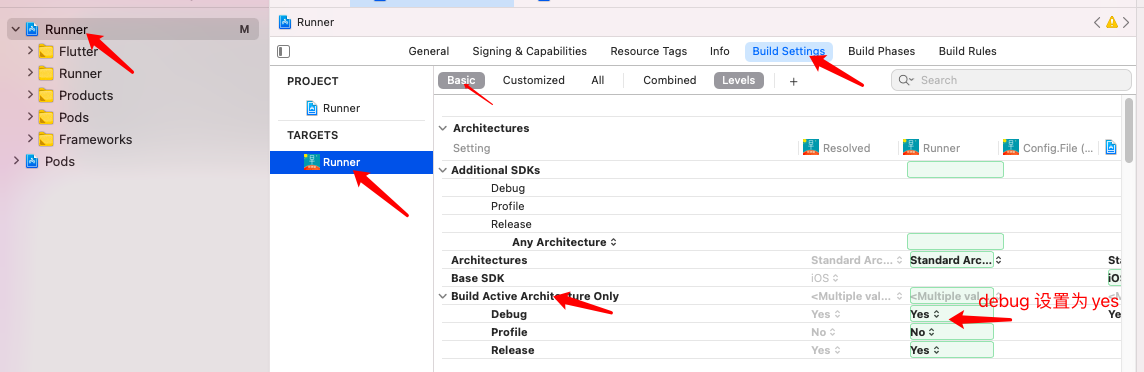 Runner M
Flutter
Runner
Products
Pods
Frameworks
Pods
Runner
General Signing & Capabilities Resource Tags Info Build Settings Build Phases Build Rules
PROJECT
Runner
TARGETS
Runner
Basic Customized All Combined Levels + Search
Architectures
Setting Resolved Runner Config.File (...
Additional SDKs
Debug
Profile
Release
Any Architecture
Architectures Standard Arc... Standard Arc... Sta
Base SDK iOS iO
Build Active Architecture Only <Multiple val... <Multiple val <M
debug 设置为 yes
Debug Yes Yes Ye
Profile No No
Release Yes Yes